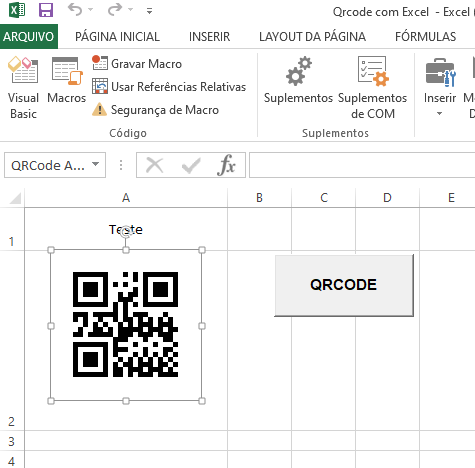 Qrcode com Excel - Excel (
ARQUIVO PÁGINA INICIAL INSERIR LAYOUT DA PÁGINA FÓRMULAS
Visual Basic
Macros
Gravar Macro
Usar Referências Relativas
Segurança de Macro
Código
Suplementos
Suplementos de COM
Suplementos
Inserir
QRCode A...
fx
A B C D E
1
Teste
QRCODE
2
3
4